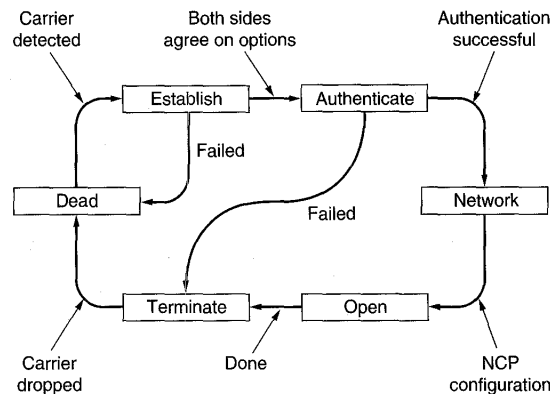 Carrier
detected
Both sides
agree on options
Authentication
successful
Establish
Authenticate
Failed
Dead
Failed
Network
Terminate
Open
Carrier
dropped
Done
NCP
configuration